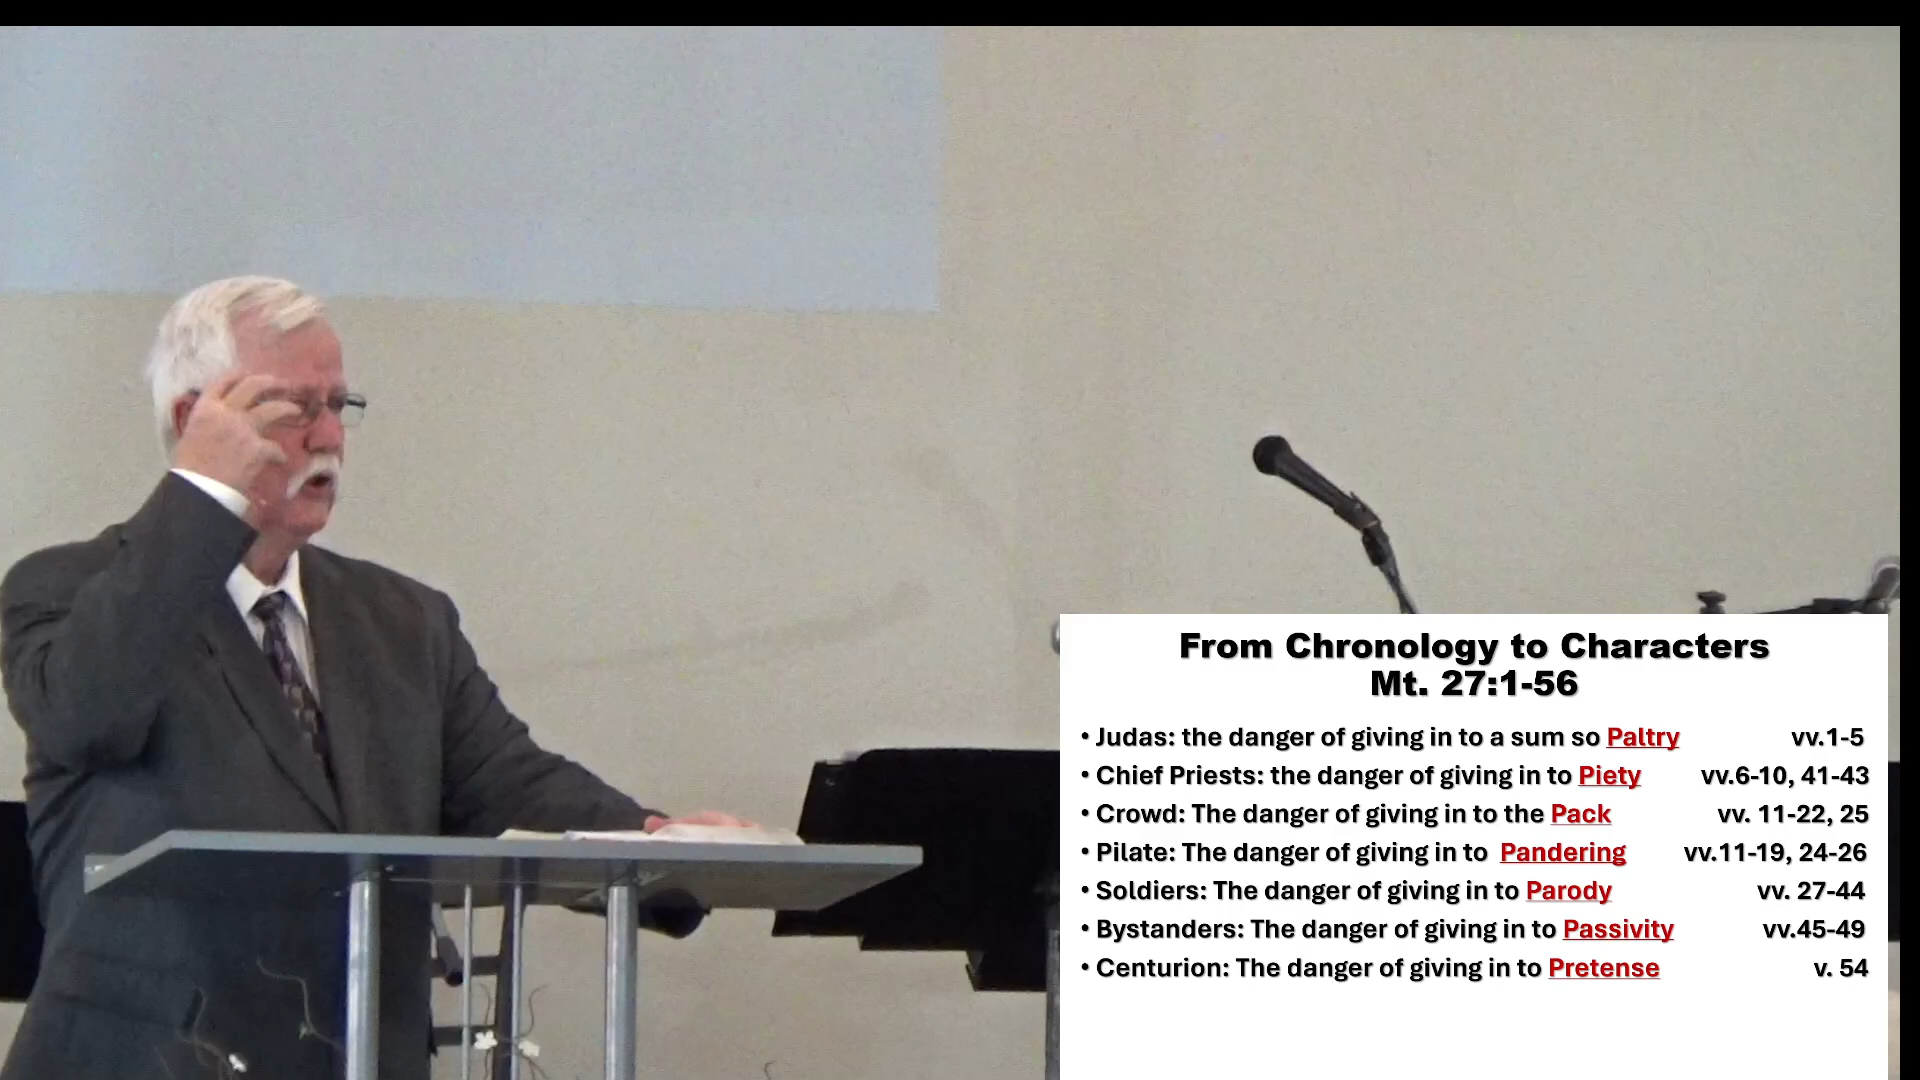 From Chronology to Characters
Mt. 27:1-56
• Judas: the danger of giving in to a sum so Paltry vv.1-5
• Chief Priests: the danger of giving in to Piety vv.6-10, 41-43
• Crowd: The danger of giving in to the Pack vv. 11-22, 25
• Pilate: The danger of giving in to Pandering vv.11-19, 24-26
• Soldiers: The danger of giving in to Parody vv. 27-44
• Bystanders: The danger of giving in to Passivity vv.45-49
• Centurion: The danger of giving in to Pretense v. 54